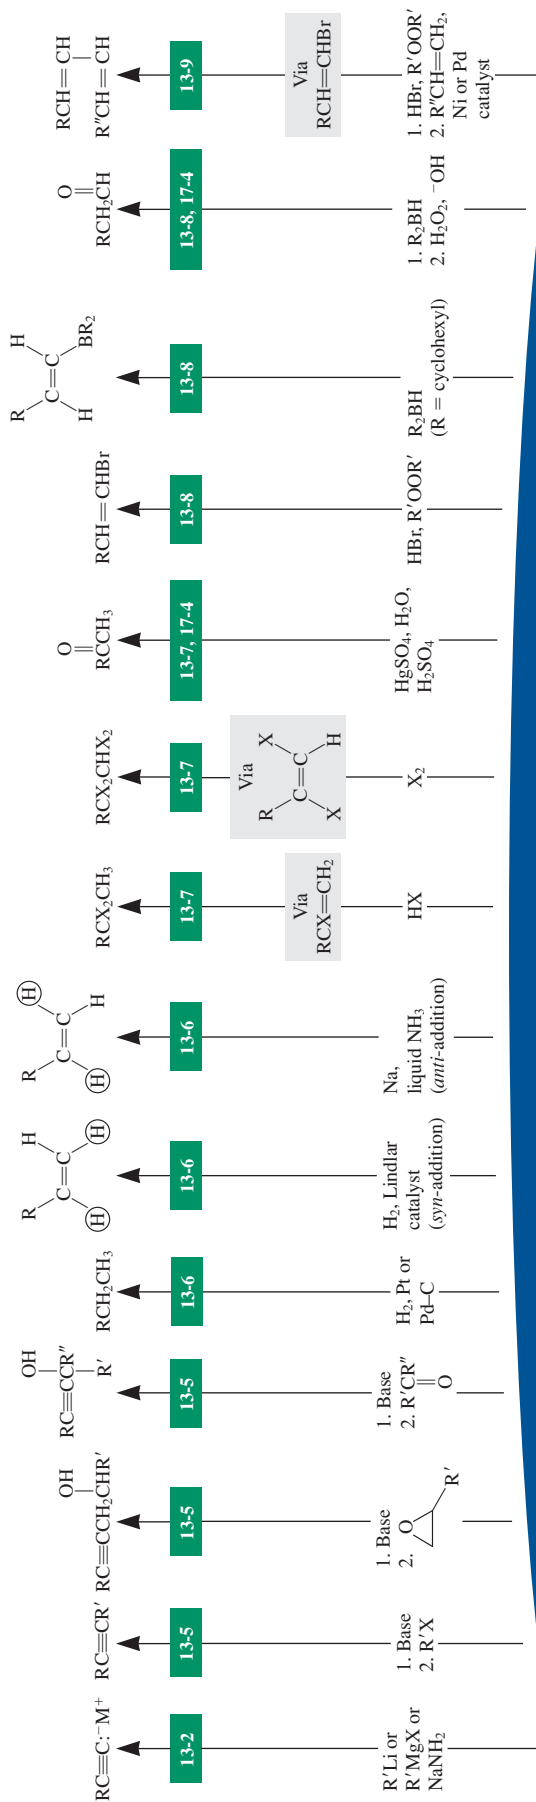 RC≡C:⁻M⁺
13-2
R′Li or
R′MgX or
NaNH₂
RC≡CR′
13-5
1. Base
2. R′X
OH
RC≡CCH₂CHR′
13-5
1. Base
2.
O
R′
OH
RC≡CCR″
R′
13-5
1. Base
2. R′CR″
O
RCH₂CH₃
13-6
H₂, Pt or
Pd–C
R H
C=C
H H
13-6
H₂, Lindlar
catalyst
(syn-addition)
R H
C=C
H H
13-6
Na,
liquid NH₃
(anti-addition)
RCX₂CH₃
13-7
Via
RCX=CH₂
HX
RCX₂CHX₂
13-7
Via
R X
C=C
X H
X₂
O
RCCH₃
13-7, 17-4
HgSO₄, H₂O,
H₂SO₄
RCH=CHBr
13-8
HBr, R′OOR′
R H
C=C
H BR₂
13-8
R₂BH
(R = cyclohexyl)
O
RCH₂CH
13-8, 17-4
1. R₂BH
2. H₂O₂, ⁻OH
RCH=CH
R″CH=CH
13-9
Via
RCH=CHBr
1. HBr, R′OOR′
2. R″CH=CH₂,
Ni or Pd
catalyst